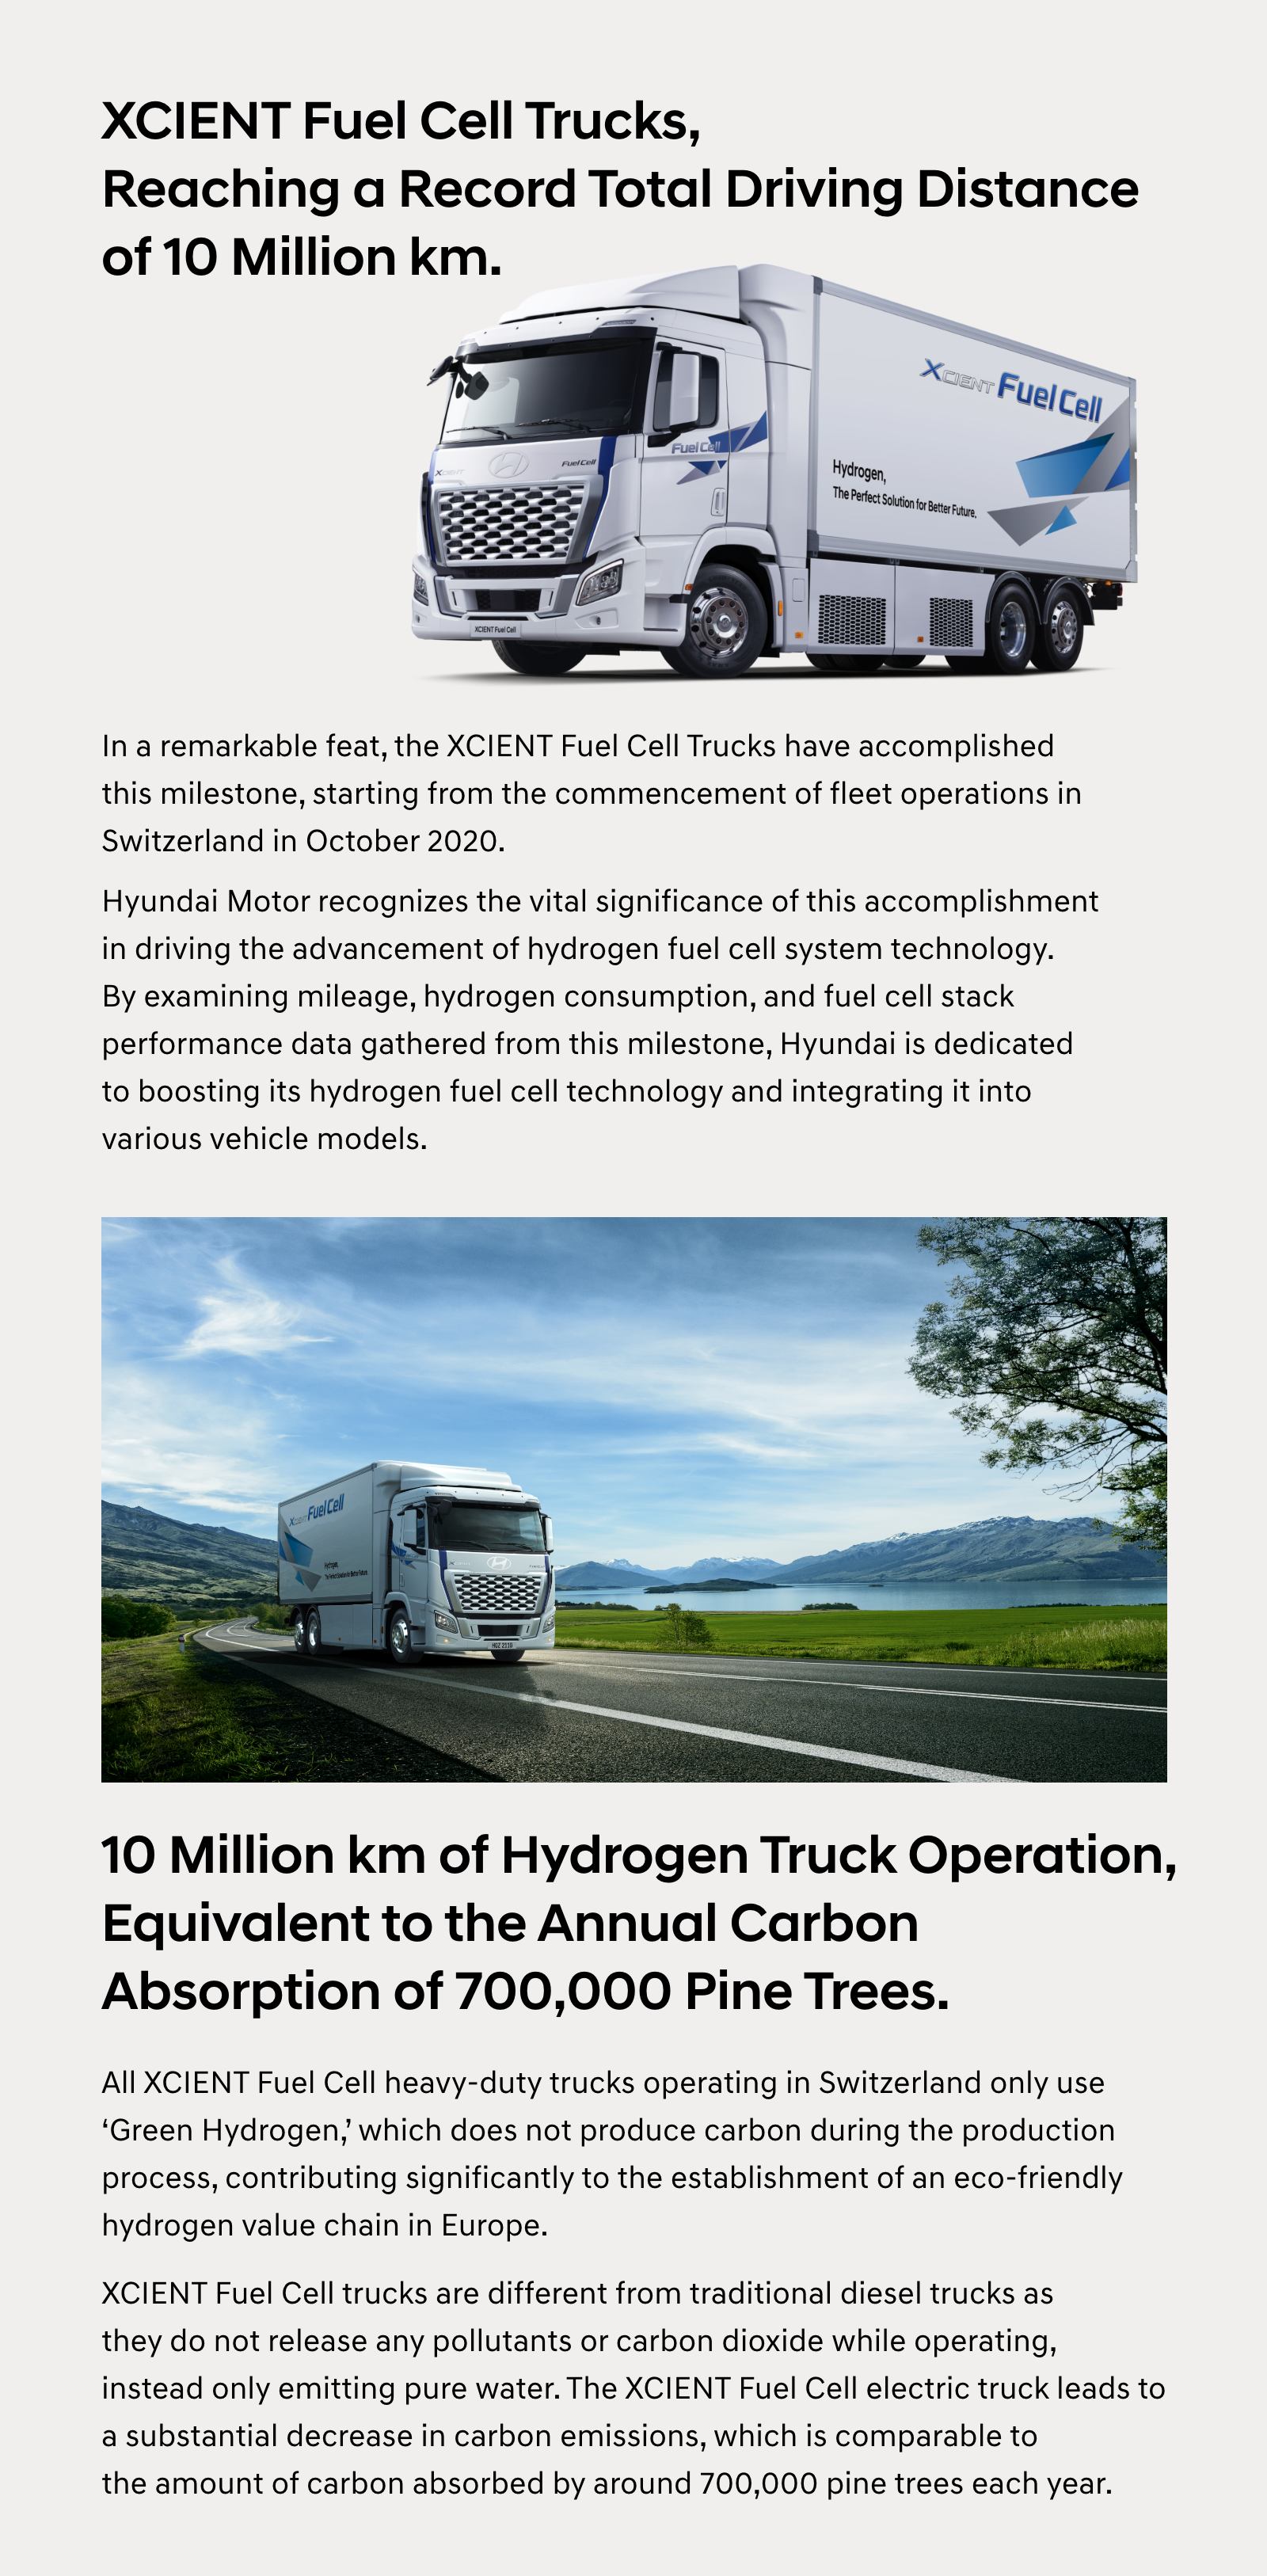 XCIENT Fuel Cell Trucks,
Reaching a Record Total Driving Distance
of 10 Million km.
XCIENT Fuel Cell
Hydrogen,
The Perfect Solution for Better Future.
Fuel Cell
XCIENT
Fuel Cell
XCIENT Fuel Cell
In a remarkable feat, the XCIENT Fuel Cell Trucks have accomplished
this milestone, starting from the commencement of fleet operations in
Switzerland in October 2020.
Hyundai Motor recognizes the vital significance of this accomplishment
in driving the advancement of hydrogen fuel cell system technology.
By examining mileage, hydrogen consumption, and fuel cell stack
performance data gathered from this milestone, Hyundai is dedicated
to boosting its hydrogen fuel cell technology and integrating it into
various vehicle models.
XCIENT Fuel Cell
Hydrogen,
The Perfect Solution for Better Future.
10 Million km of Hydrogen Truck Operation,
Equivalent to the Annual Carbon
Absorption of 700,000 Pine Trees.
All XCIENT Fuel Cell heavy-duty trucks operating in Switzerland only use
‘Green Hydrogen,’ which does not produce carbon during the production
process, contributing significantly to the establishment of an eco-friendly
hydrogen value chain in Europe.
XCIENT Fuel Cell trucks are different from traditional diesel trucks as
they do not release any pollutants or carbon dioxide while operating,
instead only emitting pure water. The XCIENT Fuel Cell electric truck leads to
a substantial decrease in carbon emissions, which is comparable to
the amount of carbon absorbed by around 700,000 pine trees each year.